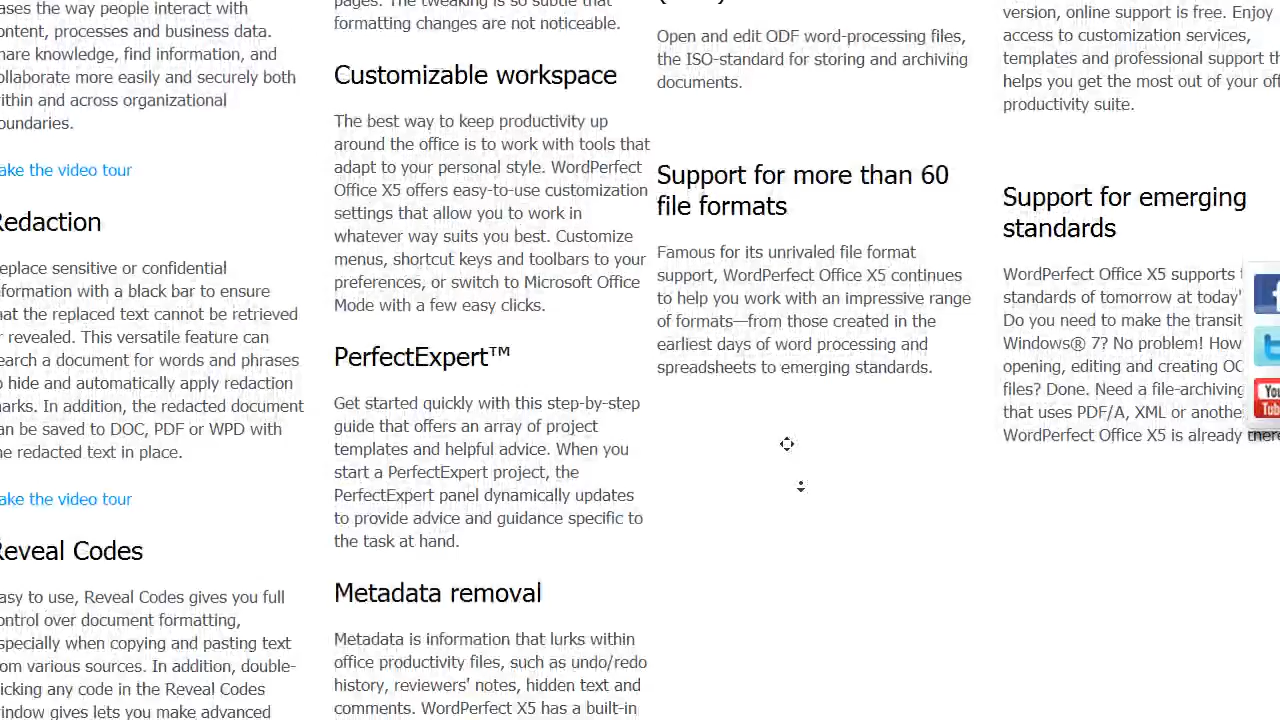 ases the way people interact with
ontent, processes and business data.
hare knowledge, find information, and
ollaborate more easily and securely both
ithin and across organizational
oundaries.
ake the video tour
Redaction
eplace sensitive or confidential
formation with a black bar to ensure
at the replaced text cannot be retrieved
r revealed. This versatile feature can
earch a document for words and phrases
o hide and automatically apply redaction
arks. In addition, the redacted document
an be saved to DOC, PDF or WPD with
he redacted text in place.
ake the video tour
Reveal Codes
asy to use, Reveal Codes gives you full
ontrol over document formatting,
specially when copying and pasting text
om various sources. In addition, double-
icking any code in the Reveal Codes
indow gives lets you make advanced
pages. The tweaking is so subtle that
formatting changes are not noticeable.
Customizable workspace
The best way to keep productivity up
around the office is to work with tools that
adapt to your personal style. WordPerfect
Office X5 offers easy-to-use customization
settings that allow you to work in
whatever way suits you best. Customize
menus, shortcut keys and toolbars to your
preferences, or switch to Microsoft Office
Mode with a few easy clicks.
PerfectExpert™
Get started quickly with this step-by-step
guide that offers an array of project
templates and helpful advice. When you
start a PerfectExpert project, the
PerfectExpert panel dynamically updates
to provide advice and guidance specific to
the task at hand.
Metadata removal
Metadata is information that lurks within
office productivity files, such as undo/redo
history, reviewers' notes, hidden text and
comments. WordPerfect X5 has a built-in
Open and edit ODF word-processing files,
the ISO-standard for storing and archiving
documents.
Support for more than 60
file formats
Famous for its unrivaled file format
support, WordPerfect Office X5 continues
to help you work with an impressive range
of formats—from those created in the
earliest days of word processing and
spreadsheets to emerging standards.
version, online support is free. Enjoy
access to customization services,
templates and professional support th
helps you get the most out of your off
productivity suite.
Support for emerging
standards
WordPerfect Office X5 supports t
standards of tomorrow at today'
Do you need to make the transit
Windows® 7? No problem! How
opening, editing and creating OC
files? Done. Need a file-archiving
that uses PDF/A, XML or anothe
WordPerfect Office X5 is already there
You
Tub